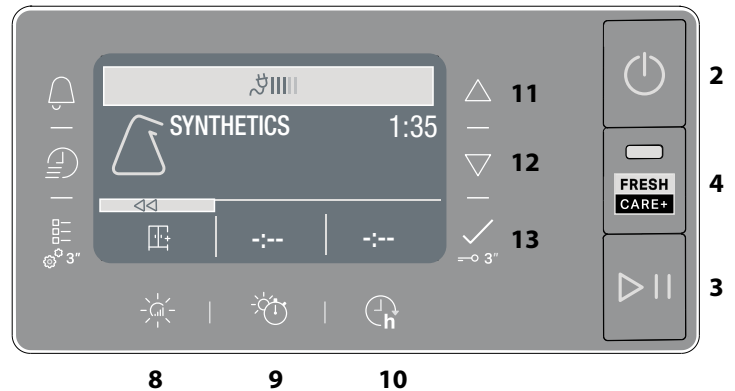 2
11
SYNTHETICS 1:35
12
FRESH
CARE+
4
-:-- -:--
13
3"
3"
3
h
8 9 10